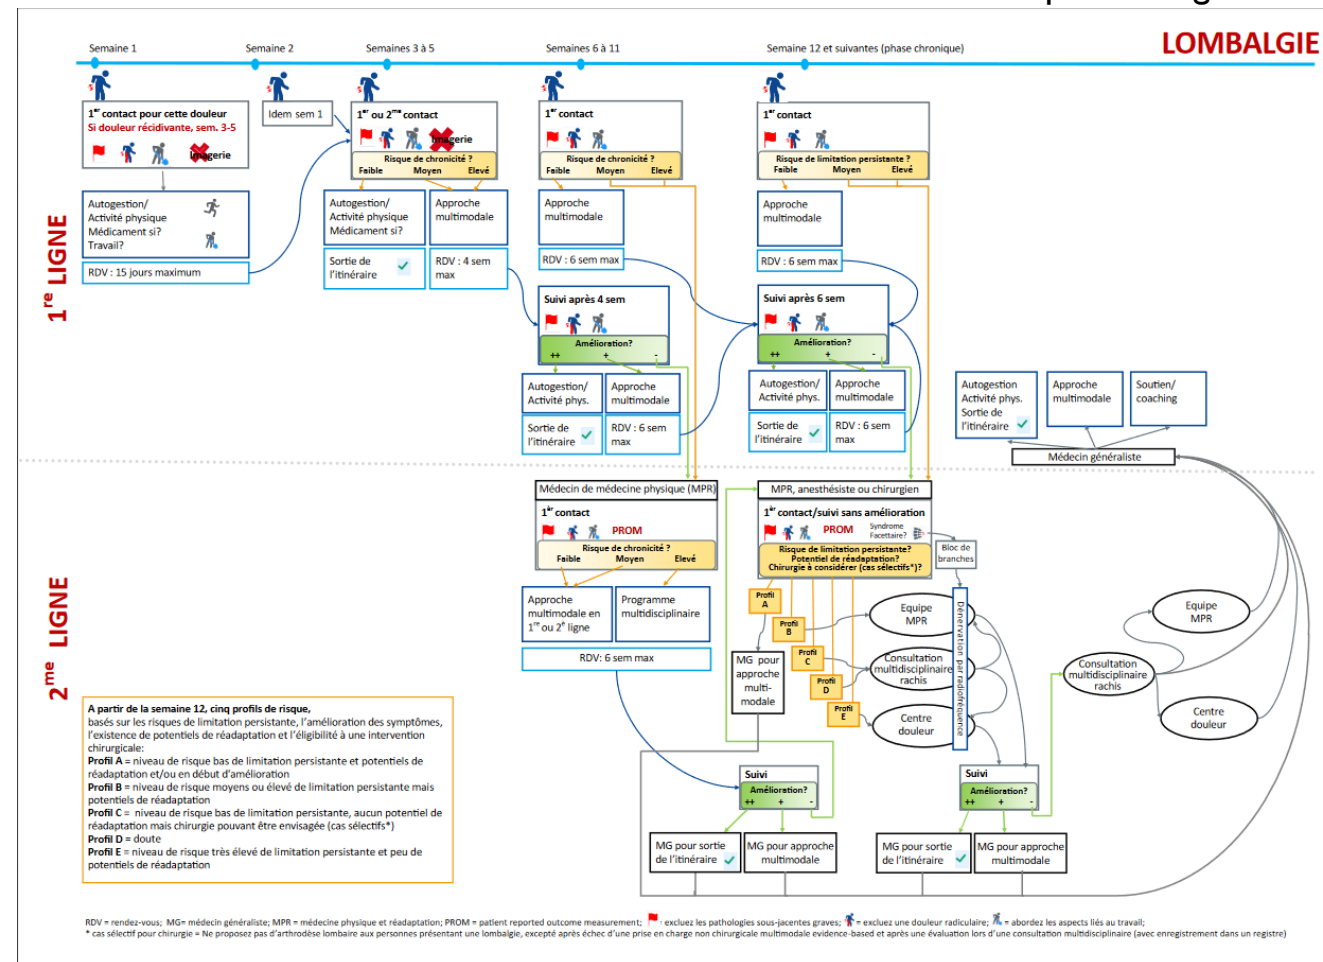 LOMBALGIE
Semaine 1
Semaine 2
Semaines 3 à 5
Semaines 6 à 11
Semaine 12 et suivantes (phase chronique)
1re LIGNE
1er contact pour cette douleur
Si douleur récidivante, sem. 3-5
Imagerie
Autogestion/
Activité physique
Médicament si?
Travail?
RDV : 15 jours maximum
Idem sem 1
1er ou 2me contact
Imagerie
Risque de chronicité ?
Faible Moyen Elevé
Autogestion/
Activité physique
Médicament si?
Sortie de
l'itinéraire
Approche
multimodale
RDV : 4 sem
max
1er contact
Risque de chronicité ?
Faible Moyen Elevé
Approche
multimodale
RDV : 6 sem max
Suivi après 4 sem
Amélioration?
++ + -
Autogestion/
Activité phys.
Sortie de
l'itinéraire
Approche
multimodale
RDV : 6 sem
max
1er contact
Risque de limitation persistante ?
Faible Moyen Elevé
Approche
multimodale
RDV : 6 sem max
Suivi après 6 sem
Amélioration?
++ + -
Autogestion/
Activité phys.
Sortie de
l'itinéraire
Approche
multimodale
RDV : 6 sem
max
Autogestion
Activité phys.
Sortie de
l'itinéraire
Approche
multimodale
Soutien/
coaching
Médecin généraliste
2me LIGNE
Médecin de médecine physique (MPR)
1er contact
PROM
Risque de chronicité ?
Faible Moyen Elevé
Approche
multimodale en
1re ou 2e ligne
Programme
multidisciplinaire
RDV: 6 sem max
MPR, anesthésiste ou chirurgien
1er contact/suivi sans amélioration
PROM
Syndrome
Facettaire?
Risque de limitation persistante?
Potentiel de réadaptation?
Chirurgie à considérer (cas sélectifs*)?
Bloc de
branches
Profil
A
Profil
B
Profil
C
Profil
D
Profil
E
MG pour
approche
multi-
modale
Equipe
MPR
Consultation
multidisciplinaire
rachis
Centre
douleur
Dénervation par radiofréquence
Suivi
Amélioration?
++ + -
MG pour sortie
de l'itinéraire
MG pour approche
multimodale
Suivi
Amélioration?
++ + -
MG pour sortie
de l'itinéraire
MG pour approche
multimodale
Consultation
multidisciplinaire
rachis
Equipe
MPR
Centre
douleur
A partir de la semaine 12, cinq profils de risque,
basés sur les risques de limitation persistante, l'amélioration des symptômes,
l'existence de potentiels de réadaptation et l'éligibilité à une intervention
chirurgicale:
Profil A = niveau de risque bas de limitation persistante et potentiels de
réadaptation et/ou en début d'amélioration
Profil B = niveau de risque moyens ou élevé de limitation persistante mais
potentiels de réadaptation
Profil C = niveau de risque bas de limitation persistante, aucun potentiel de
réadaptation mais chirurgie pouvant être envisagée (cas sélectifs*)
Profil D = doute
Profil E = niveau de risque très élevé de limitation persistante et peu de
potentiels de réadaptation
RDV = rendez-vous; MG= médecin généraliste; MPR = médecine physique et réadaptation; PROM = patient reported outcome measurement; : excluez les pathologies sous-jacentes graves; = excluez une douleur radiculaire; = abordez les aspects liés au travail;
* cas sélectif pour chirurgie = Ne proposez pas d'arthrodèse lombaire aux personnes présentant une lombalgie, excepté après échec d'une prise en charge non chirurgicale multimodale evidence-based et après une évaluation lors d'une consultation multidisciplinaire (avec enregistrement dans un registre)